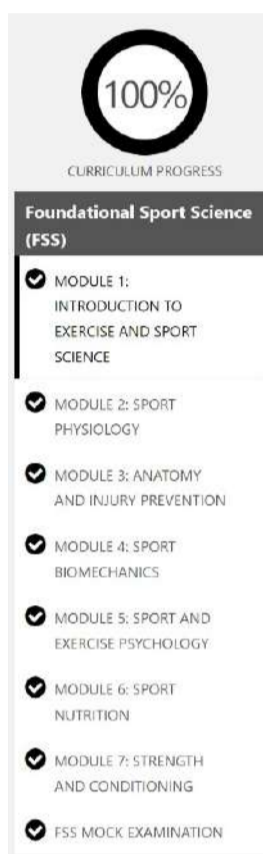 100%
CURRICULUM PROGRESS
Foundational Sport Science
(FSS)
MODULE 1:
INTRODUCTION TO
EXERCISE AND SPORT
SCIENCE
MODULE 2: SPORT
PHYSIOLOGY
MODULE 3: ANATOMY
AND INJURY PREVENTION
MODULE 4: SPORT
BIOMECHANICS
MODULE 5: SPORT AND
EXERCISE PSYCHOLOGY
MODULE 6: SPORT
NUTRITION
MODULE 7: STRENGTH
AND CONDITIONING
FSS MOCK EXAMINATION